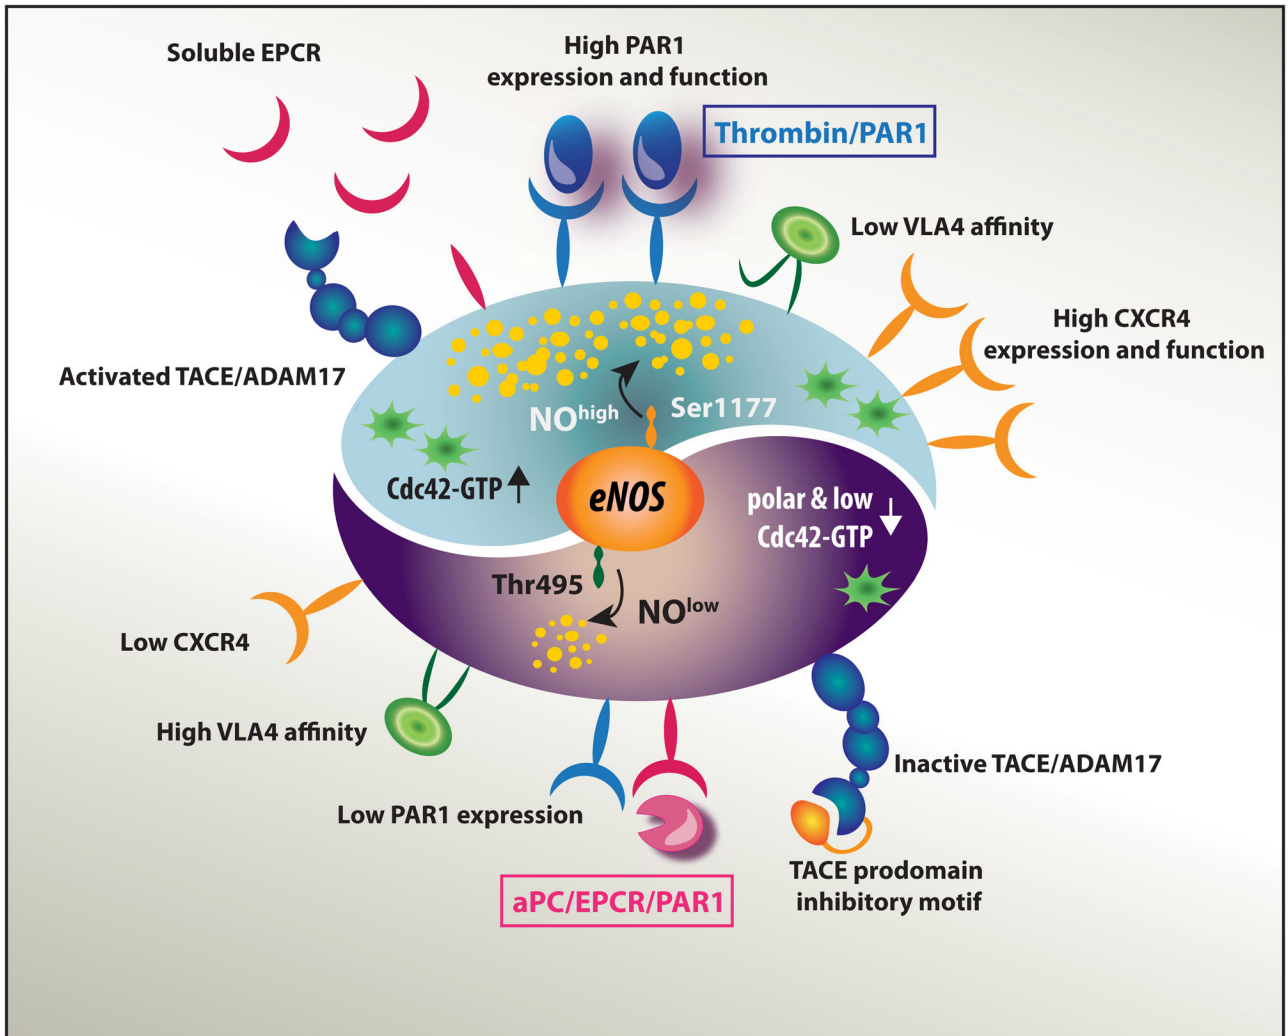 Soluble EPCR
High PAR1
expression and function
Thrombin/PAR1
Low VLA4 affinity
High CXCR4
expression and function
Activated TACE/ADAM17
NOhigh
Ser1177
Cdc42-GTP
eNOS
polar & low
Cdc42-GTP
Thr495
NOlow
Low CXCR4
High VLA4 affinity
Inactive TACE/ADAM17
Low PAR1 expression
TACE prodomain
inhibitory motif
aPC/EPCR/PAR1